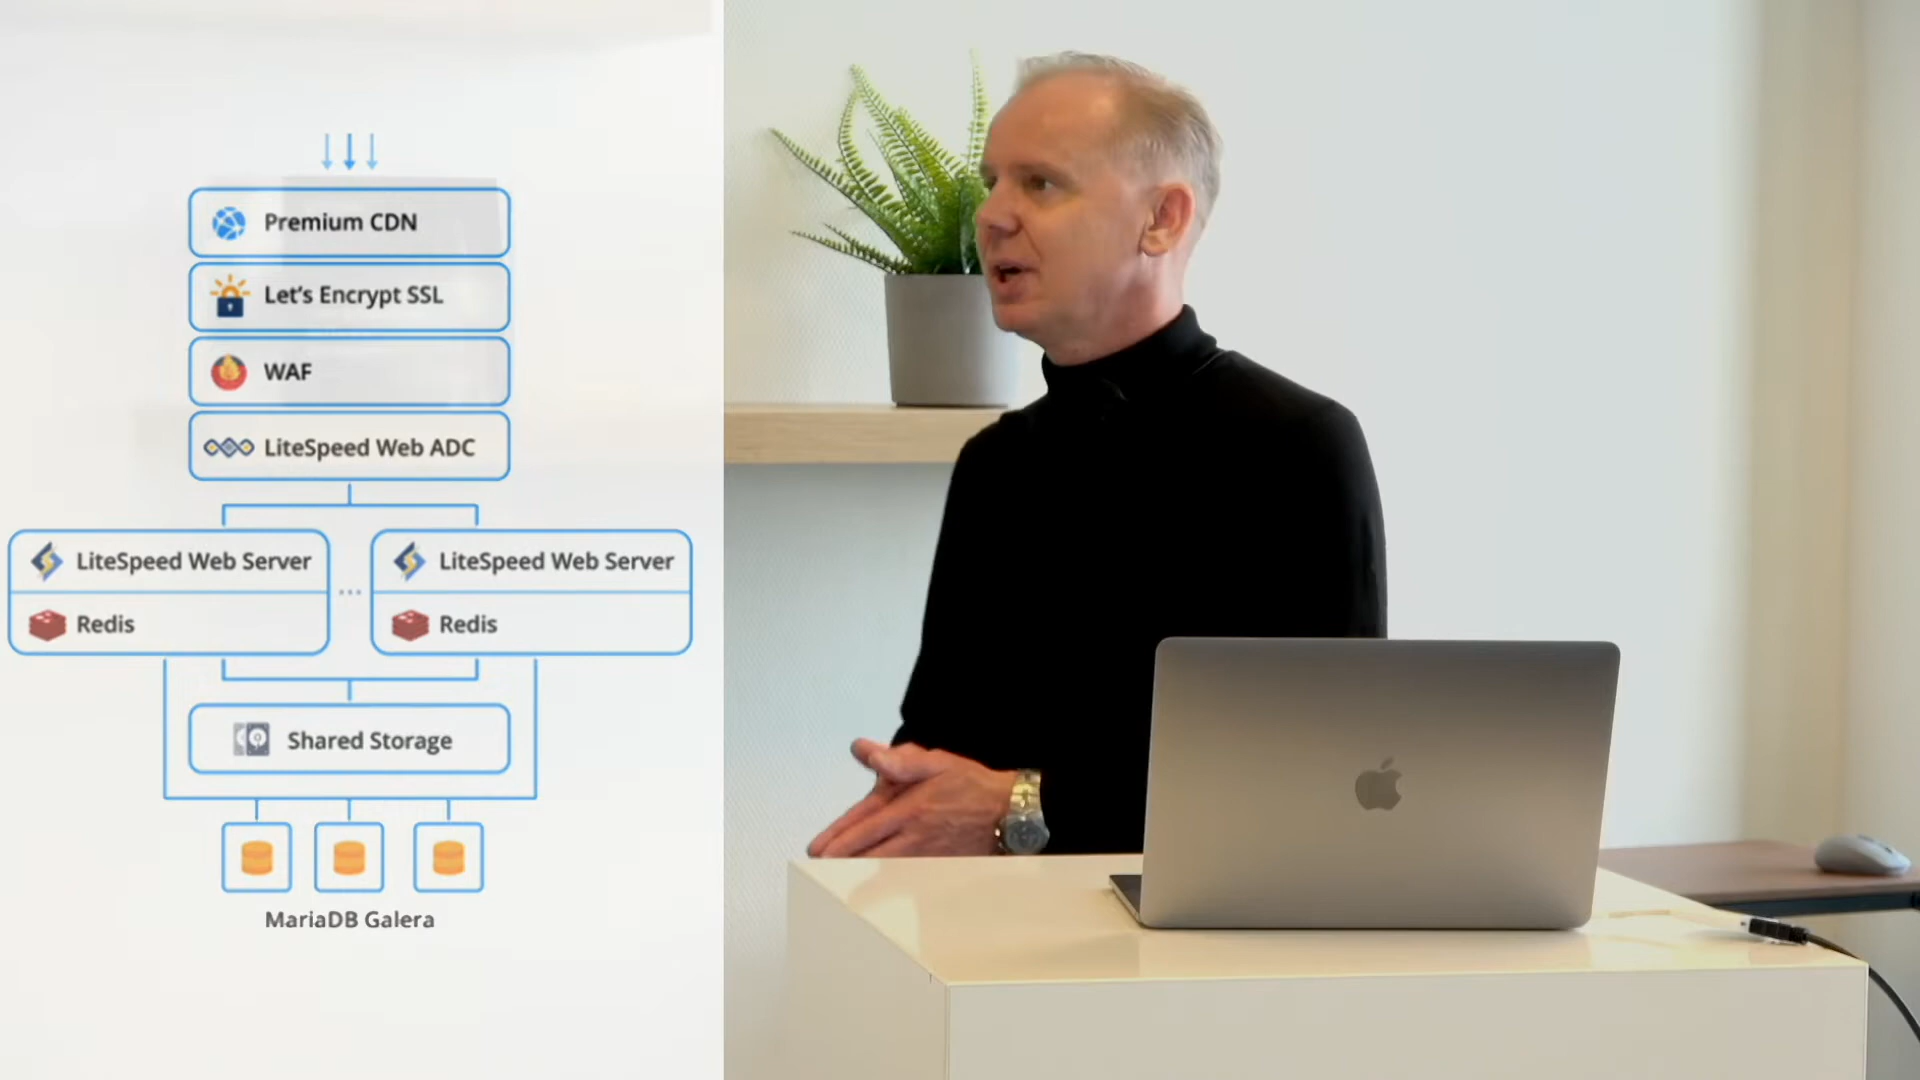 Premium CDN
Let's Encrypt SSL
WAF
LiteSpeed Web ADC
LiteSpeed Web Server
Redis
LiteSpeed Web Server
Redis
Shared Storage
MariaDB Galera